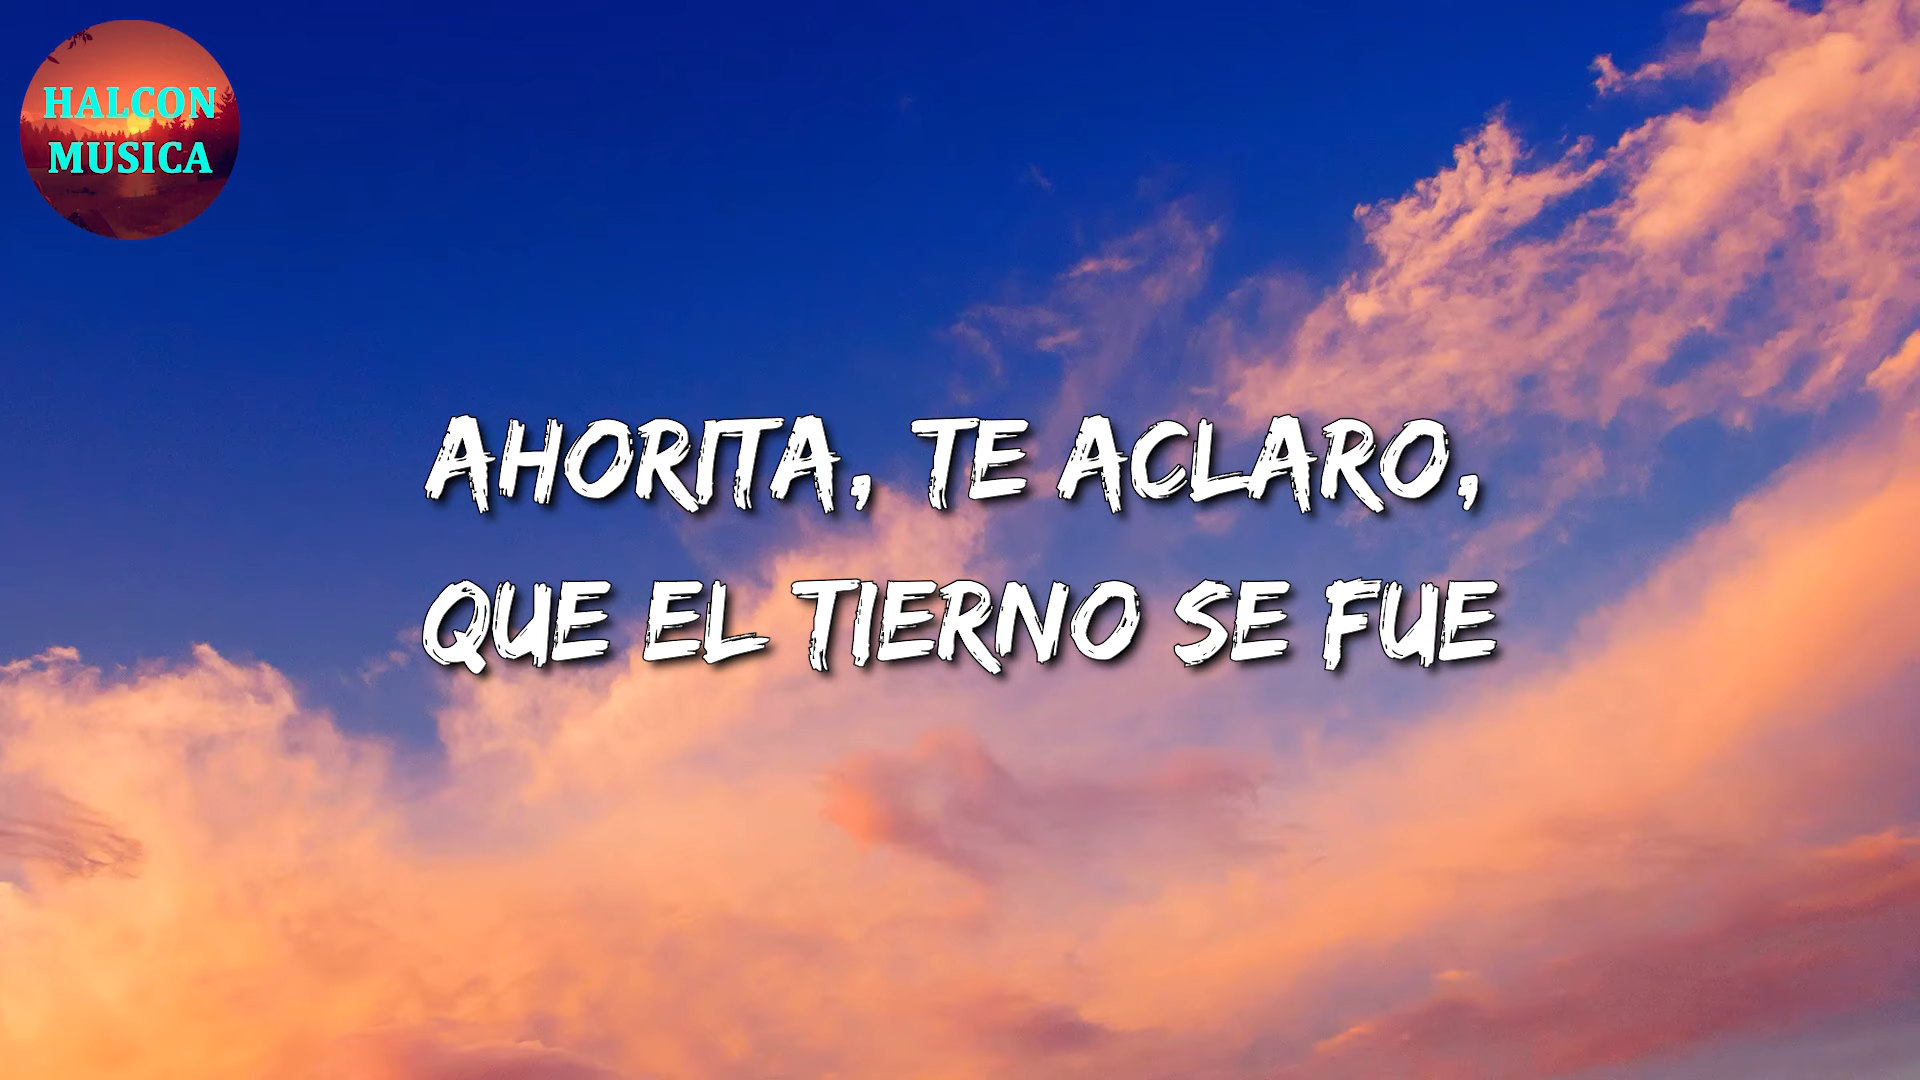 HALCON
MUSICA
AHORITA, TE ACLARO,
QUE EL TIERNO SE FUE